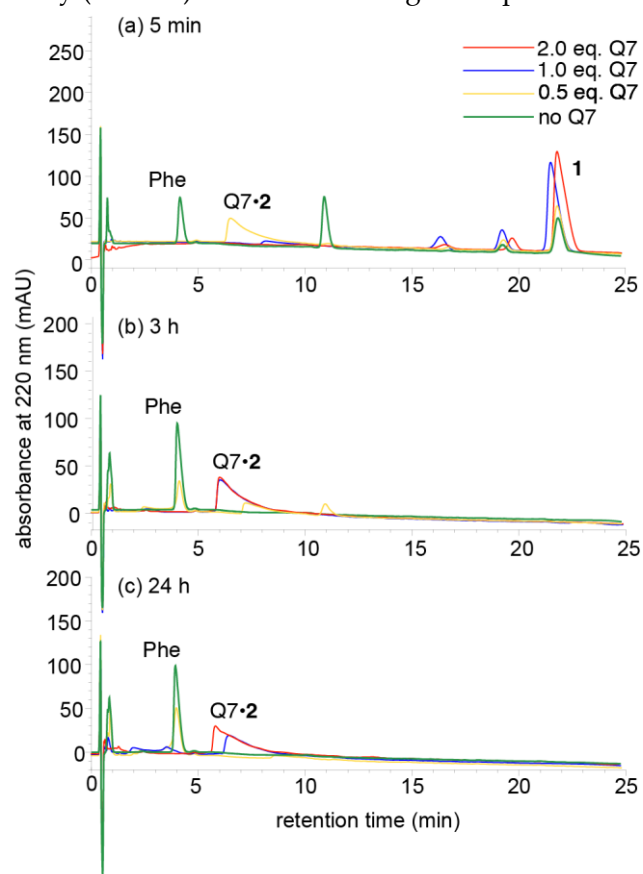 (a) 5 min
2.0 eq. Q7
1.0 eq. Q7
0.5 eq. Q7
no Q7
250
200
150
100
50
0
Phe
Q7•2
1
0 5 10 15 20 25
(b) 3 h
200
150
100
50
0
Phe
Q7•2
0 5 10 15 20 25
(c) 24 h
200
150
100
50
0
Phe
Q7•2
0 5 10 15 20 25
absorbance at 220 nm (mAU)
retention time (min)